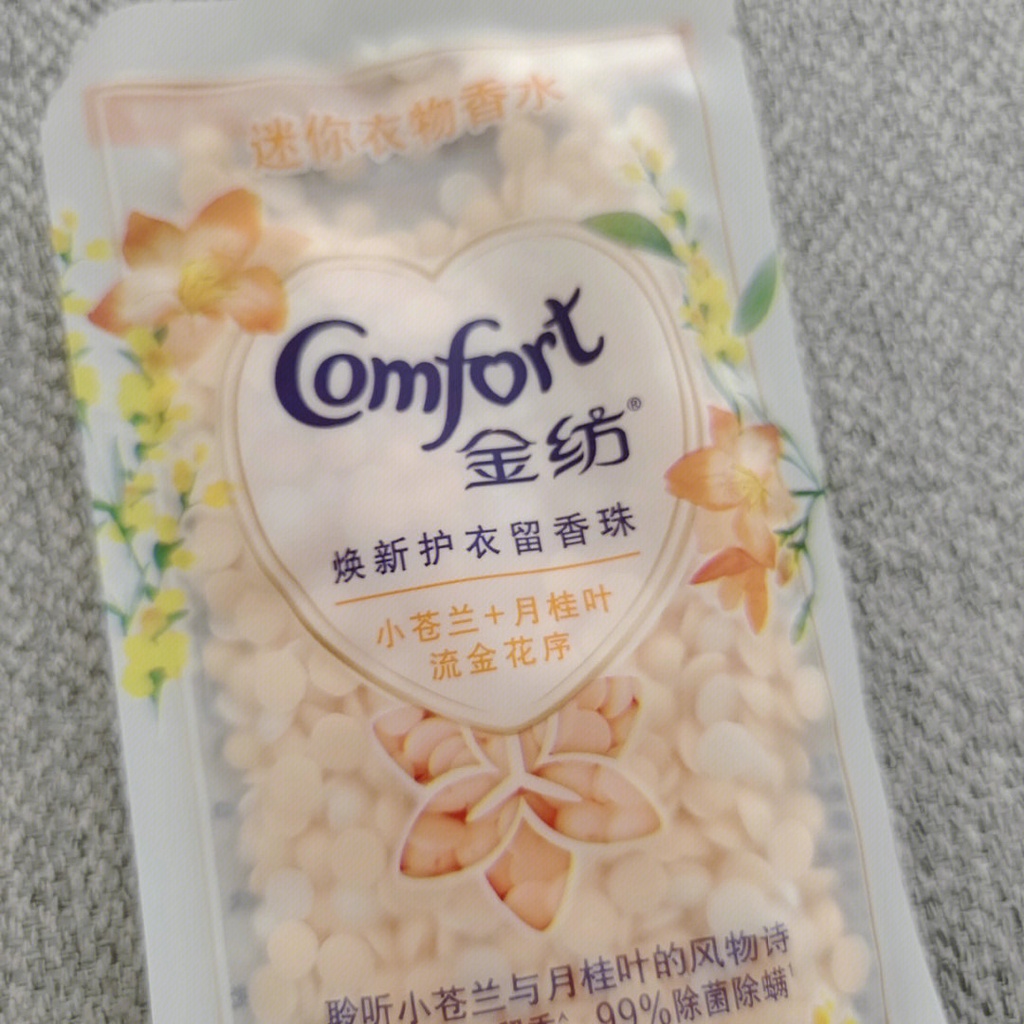 迷你衣物香水
Comfort
金纺®
焕新护衣留香珠
小苍兰+月桂叶
流金花序
聆听小苍兰与月桂叶的风物诗
99%除菌除螨